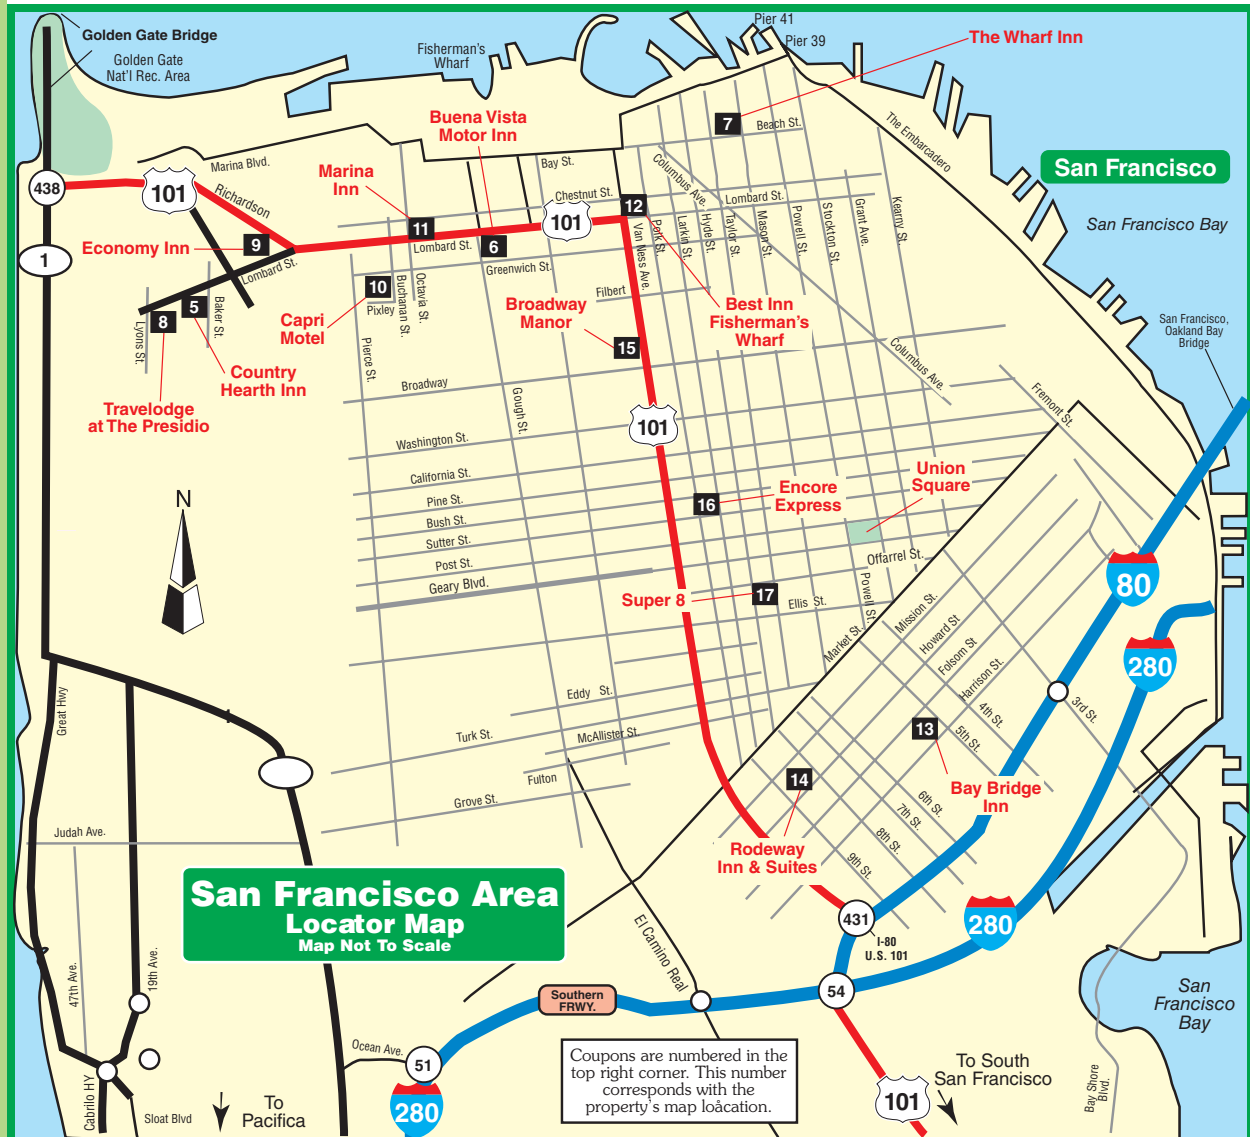 Pier 41
Golden Gate Bridge
Pier 39
The Wharf Inn
Golden Gate
Nat'l Rec. Area
Fisherman's
Wharf
Buena Vista
Motor Inn
7
Beach St.
The Embarcadero
Marina Blvd.
Bay St.
Columbus Ave.
San Francisco
438
101
Richardson
Marina
Inn
Chestnut St.
Lombard St.
12
11
101
San Francisco Bay
Economy Inn
9
Lombard St.
6
Van Ness Ave.
Polk St.
Larkin St.
Hyde St.
Taylor St.
Mason St.
Powell St.
Stockton St.
Grant Ave.
Kearny St.
1
Lombard St.
Greenwich St.
10
Buchanan St.
Octavia St.
Filbert
5
8
Baker St.
Lyons St.
Pixley
Capri
Motel
Broadway
Manor
Best Inn
Fisherman's
Wharf
San Francisco,
Oakland Bay
Bridge
15
Pierce St.
Columbus Ave.
Country
Hearth Inn
Broadway
Gough St.
Fremont St.
Travelodge
at The Presidio
101
Washington St.
California St.
Union
Square
N
Pine St.
16
Encore
Express
Bush St.
Sutter St.
Post St.
Offarrel St.
Geary Blvd.
80
Super 8
17
Ellis St.
Powell St.
Market St.
Mission St.
Howard St
Folsom St
Harrison St.
280
Great Hwy
Eddy St.
3rd St.
4th St.
5th St.
13
Turk St.
McAllister St.
Fulton
14
Bay Bridge
Inn
Grove St.
6th St.
7th St.
8th St.
9th St.
Judah Ave.
Rodeway
Inn & Suites
San Francisco Area
Locator Map
Map Not To Scale
431
I-80
U.S. 101
280
El Camino Real
47th Ave.
19th Ave.
54
Southern
FRWY.
San
Francisco
Bay
Ocean Ave.
51
Coupons are numbered in the
top right corner. This number
corresponds with the
property's map loåcation.
To South
San Francisco
Cabrilo HY
Sloat Blvd
To
Pacifica
280
101
Bay Shore
Blvd.